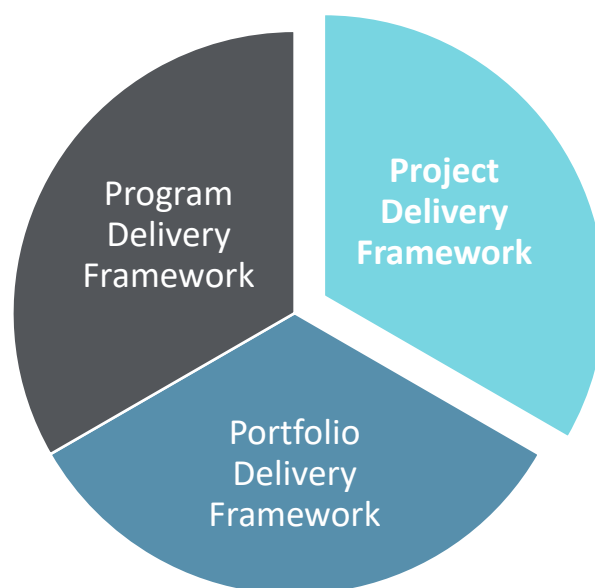 Project
Delivery
Framework
Program
Delivery
Framework
Portfolio
Delivery
Framework